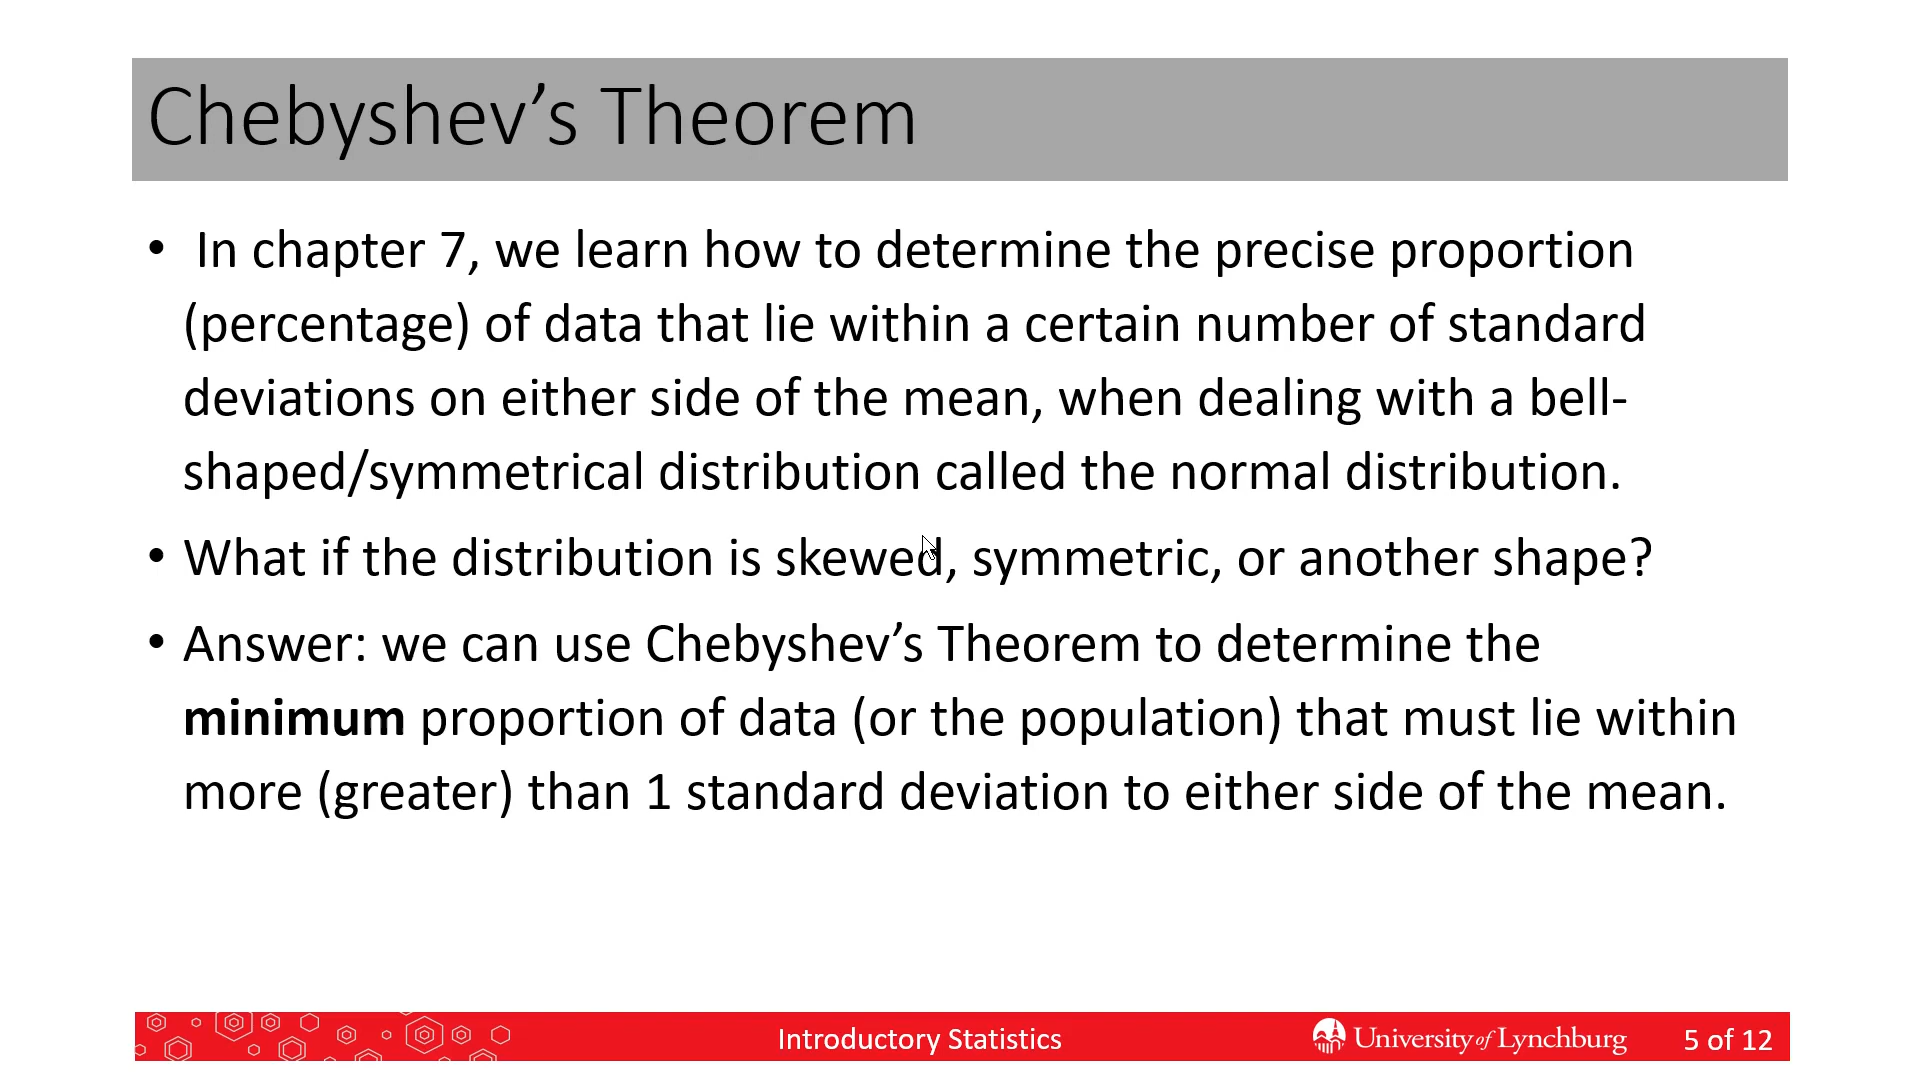 Chebyshev’s Theorem
• In chapter 7, we learn how to determine the precise proportion
(percentage) of data that lie within a certain number of standard
deviations on either side of the mean, when dealing with a bell-
shaped/symmetrical distribution called the normal distribution.
• What if the distribution is skewed, symmetric, or another shape?
• Answer: we can use Chebyshev’s Theorem to determine the
minimum proportion of data (or the population) that must lie within
more (greater) than 1 standard deviation to either side of the mean.
Introductory Statistics
University of Lynchburg
5 of 12